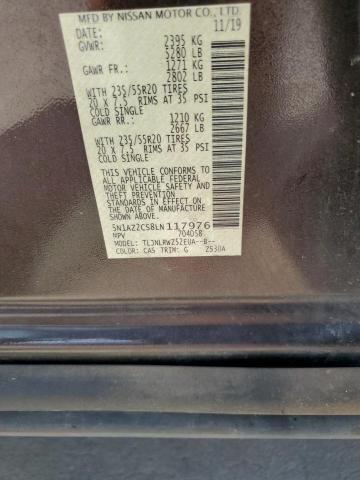 MFD BY NISSAN MOTOR CO., LTD.
DATE: 11/19
GVWR: 2395 KG
5280 LB
GAWR FR.: 1271 KG
2802 LB
WITH 235/55R20 TIRES
20 X 7.5 RIMS AT 35 PSI
COLD SINGLE
GAWR RR.: 1210 KG
2667 LB
WITH 235/55R20 TIRES
20 X 7.5 RIMS AT 35 PSI
COLD SINGLE
THIS VEHICLE CONFORMS TO
ALL APPLICABLE FEDERAL
MOTOR VEHICLE SAFETY, BUMPER,
AND THEFT PREVENTION
STANDARDS IN EFFECT ON THE DATE
OF MANUFACTURE SHOWN ABOVE
5N1AZ2CS8LN117976
MPV 704058
MODEL: TLJNLRWZ52EUA--B--
COLOR: CAS TRIM: G Z530A